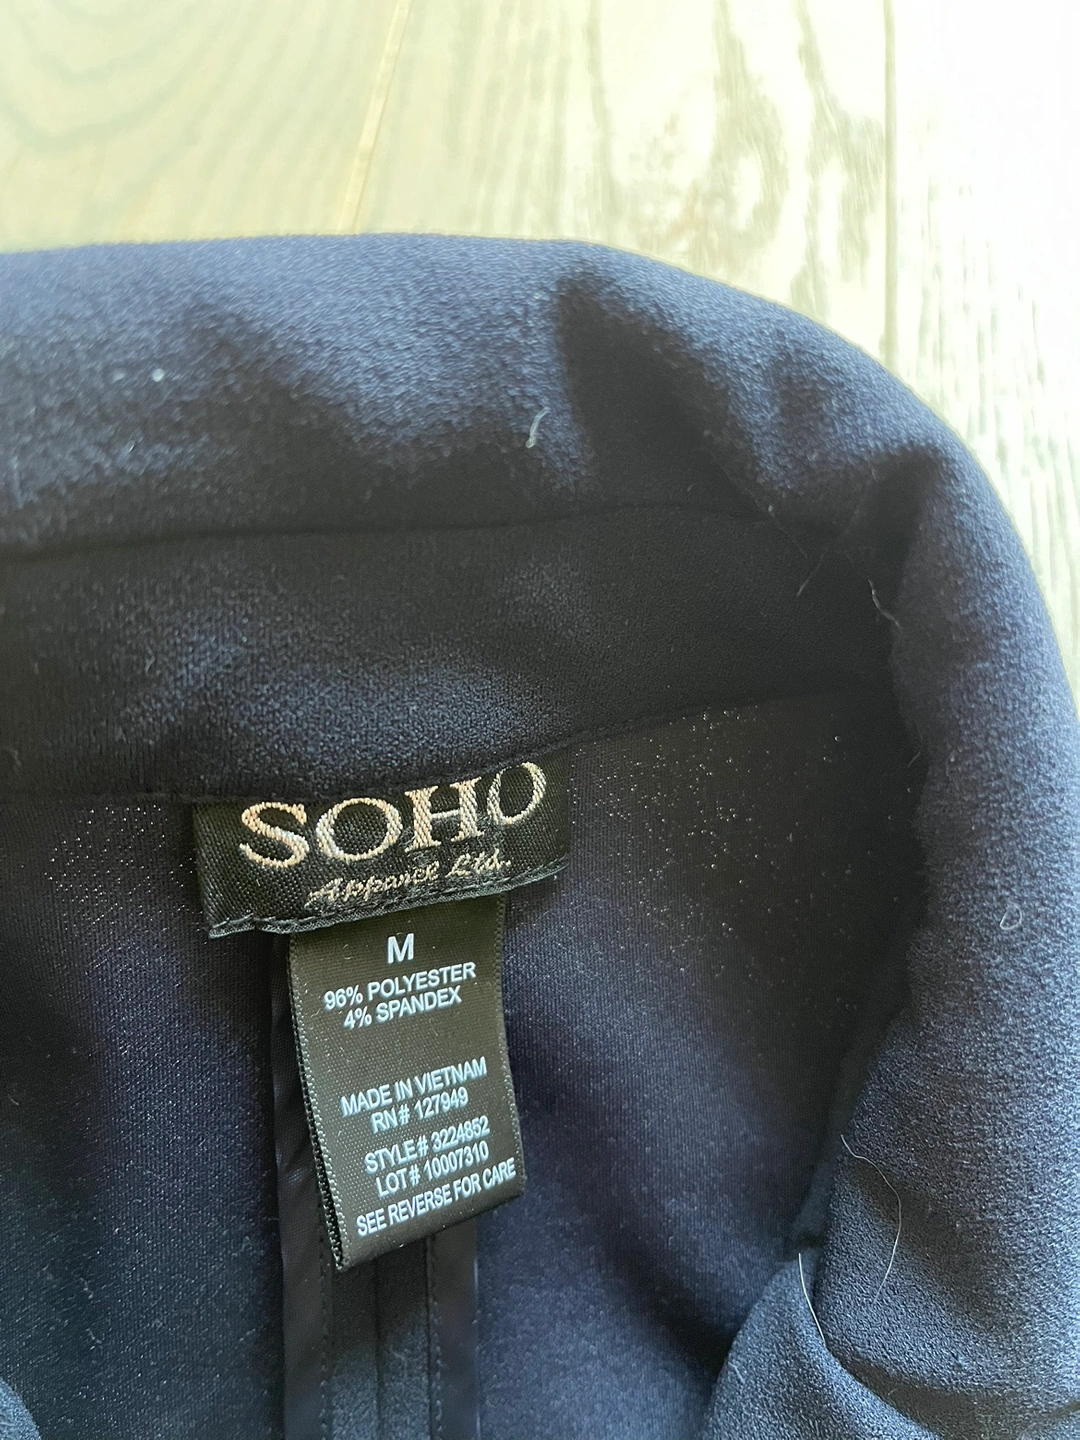 SOHO
Apparel Ltd.
M
96% POLYESTER
4% SPANDEX
MADE IN VIETNAM
RN# 127949
STYLE# 3224852
LOT# 10007310
SEE REVERSE FOR CARE